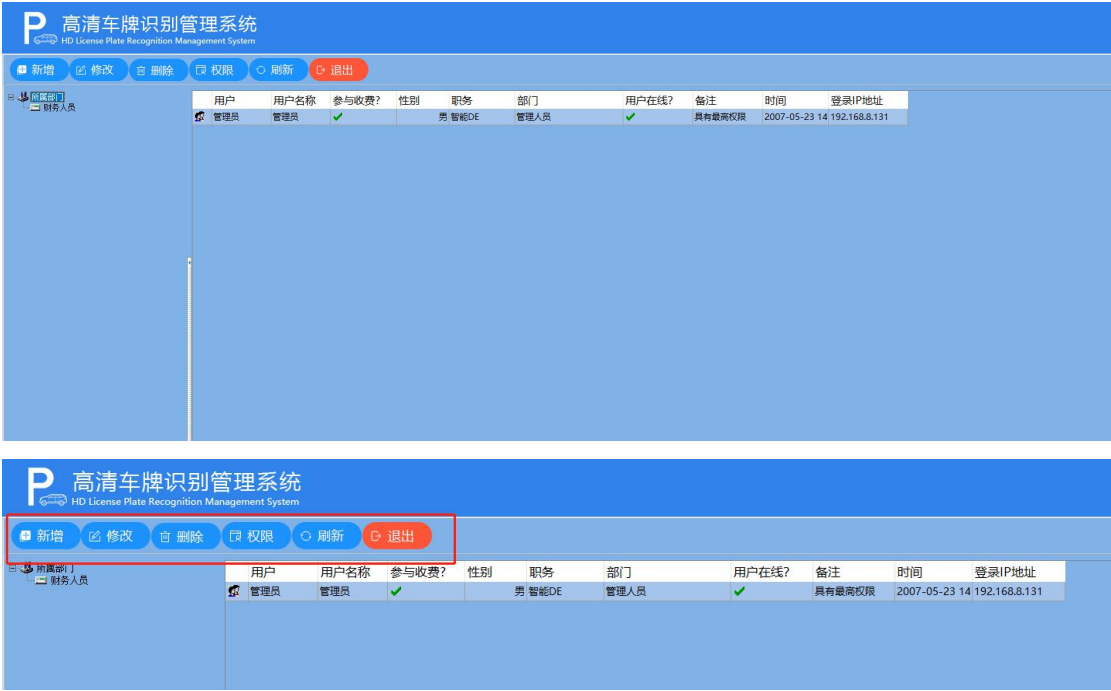 P 高清车牌识别管理系统
HD License Plate Recognition Management System
新增 修改 删除 权限 刷新 退出
所属部门
财务人员
用户 用户名称 参与收费? 性别 职务 部门 用户在线? 备注 时间 登录IP地址
管理员 管理员 男 智能DE 管理人员 具有最高权限 2007-05-23 14 192.168.8.131
P 高清车牌识别管理系统
HD License Plate Recognition Management System
新增 修改 删除 权限 刷新 退出
所属部门
财务人员
用户 用户名称 参与收费? 性别 职务 部门 用户在线? 备注 时间 登录IP地址
管理员 管理员 男 智能DE 管理人员 具有最高权限 2007-05-23 14 192.168.8.131